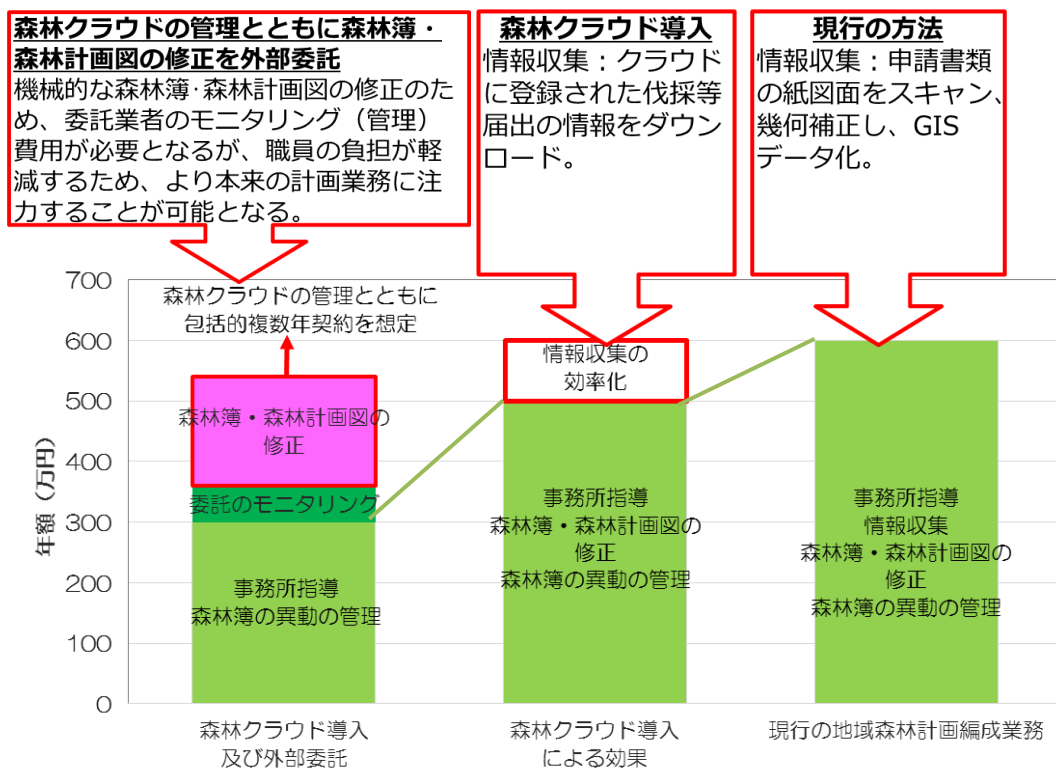 森林クラウドの管理とともに森林簿・
森林計画図の修正を外部委託
機械的な森林簿･森林計画図の修正のた
め、委託業者のモニタリング（管理）
費用が必要となるが、職員の負担が軽
減するため、より本来の計画業務に注
力することが可能となる。
森林クラウド導入
情報収集：クラウド
に登録された伐採等
届出の情報をダウン
ロード。
現行の方法
情報収集：申請書類
の紙図面をスキャン、
幾何補正し、GIS
データ化。
年額（万円）
700
600
500
400
300
200
100
0
森林クラウドの管理とともに
包括的複数年契約を想定
森林簿・森林計画図の
修正
委託のモニタリング
事務所指導
森林簿の異動の管理
情報収集の
効率化
事務所指導
森林簿・森林計画図の
修正
森林簿の異動の管理
事務所指導
情報収集
森林簿・森林計画図の
修正
森林簿の異動の管理
森林クラウド導入
及び外部委託
森林クラウド導入
による効果
現行の地域森林計画編成業務